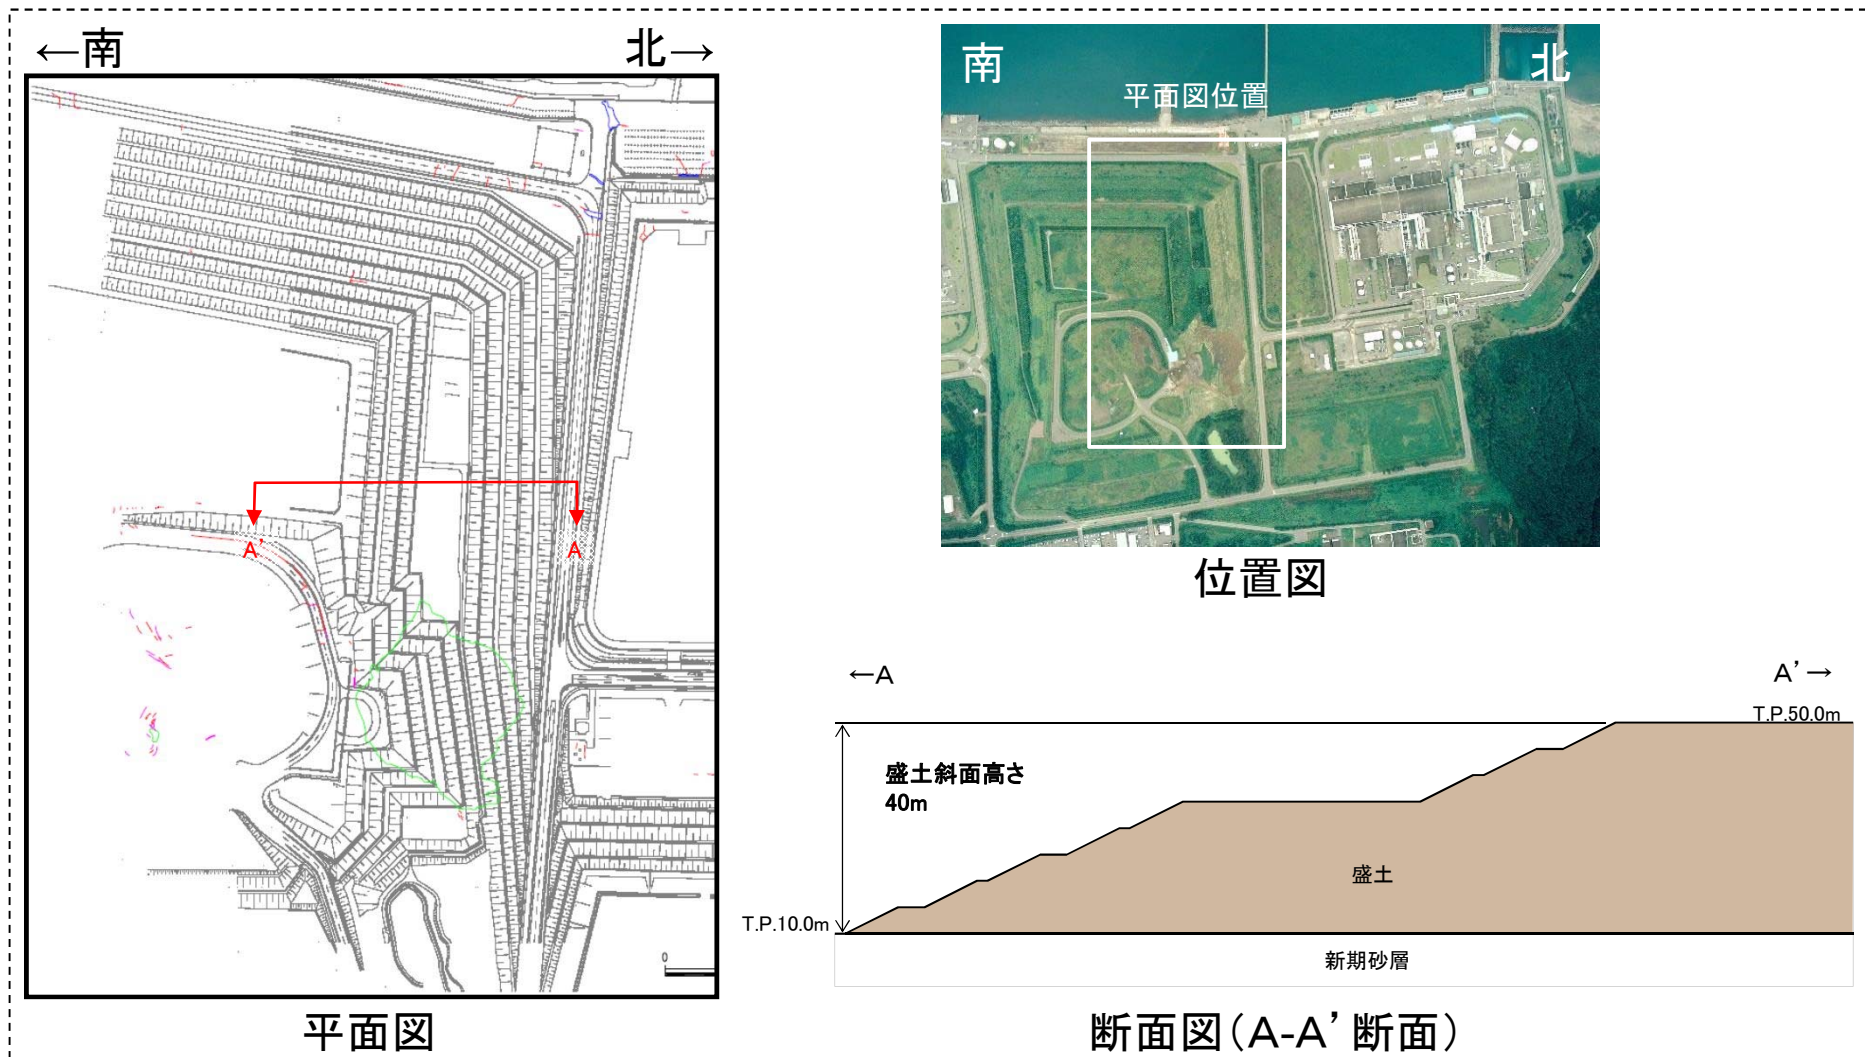 ←南
北→
A’
A
0
平面図
南
北
平面図位置
位置図
←A
A’→
T.P.50.0m
盛土斜面高さ
40m
盛土
T.P.10.0m
新期砂層
断面図(A-A’断面)